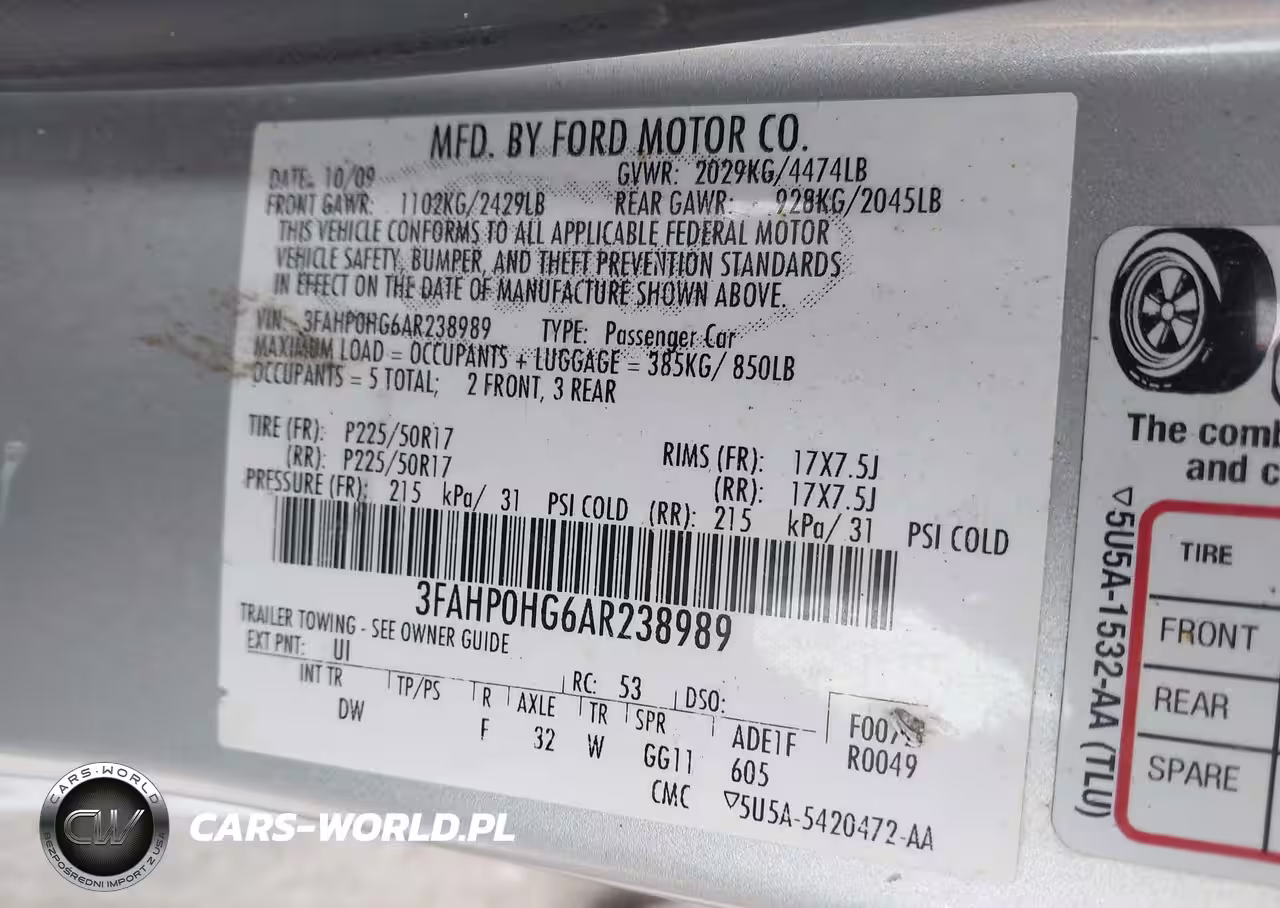 MFD. BY FORD MOTOR CO.
DATE: 10/09 GVWR: 2029KG/4474LB
FRONT GAWR: 1102KG/2429LB REAR GAWR: 928KG/2045LB
THIS VEHICLE CONFORMS TO ALL APPLICABLE FEDERAL MOTOR
VEHICLE SAFETY, BUMPER, AND THEFT PREVENTION STANDARDS
IN EFFECT ON THE DATE OF MANUFACTURE SHOWN ABOVE.
VIN: 3FAHP0HG6AR238989 TYPE: Passenger Car
MAXIMUM LOAD = OCCUPANTS + LUGGAGE = 385KG/ 850LB
OCCUPANTS = 5 TOTAL; 2 FRONT, 3 REAR
TIRE (FR): P225/50R17 RIMS (FR): 17X7.5J
(RR): P225/50R17 (RR): 17X7.5J
PRESSURE (FR): 215 kPa/ 31 PSI COLD (RR): 215 kPa/ 31 PSI COLD
3FAHP0HG6AR238989
TRAILER TOWING - SEE OWNER GUIDE
EXT PNT: UI RC: 53 DSO:
INT TR TP/PS R AXLE TR SPR ADE1F
DW F 32 W GG11 605
R0049
CMC ▽5U5A-5420472-AA
The comb
and c
▽5U5A-1532-AA (TLU)
TIRE
FRONT
REAR
SPARE
CARS-WORLD
CW
BEZPOŚREDNI IMPORT Z USA
CARS-WORLD.PL